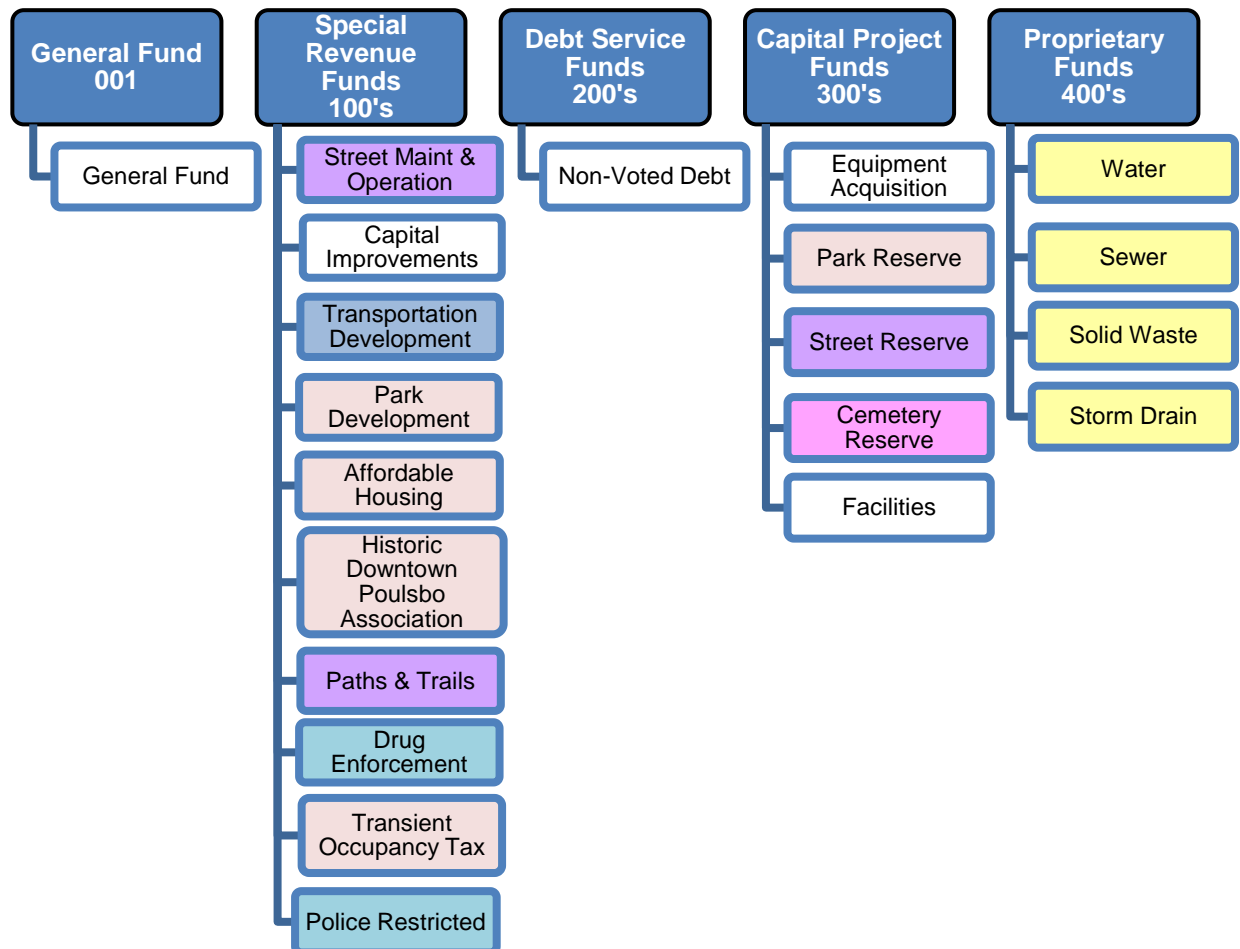 General Fund
001
General Fund
Special
Revenue
Funds
100's
Street Maint &
Operation
Capital
Improvements
Transportation
Development
Park
Development
Affordable
Housing
Historic
Downtown
Poulsbo
Association
Paths & Trails
Drug
Enforcement
Transient
Occupancy Tax
Police Restricted
Debt Service
Funds
200's
Non-Voted Debt
Capital Project
Funds
300's
Equipment
Acquisition
Park Reserve
Street Reserve
Cemetery
Reserve
Facilities
Proprietary
Funds
400's
Water
Sewer
Solid Waste
Storm Drain